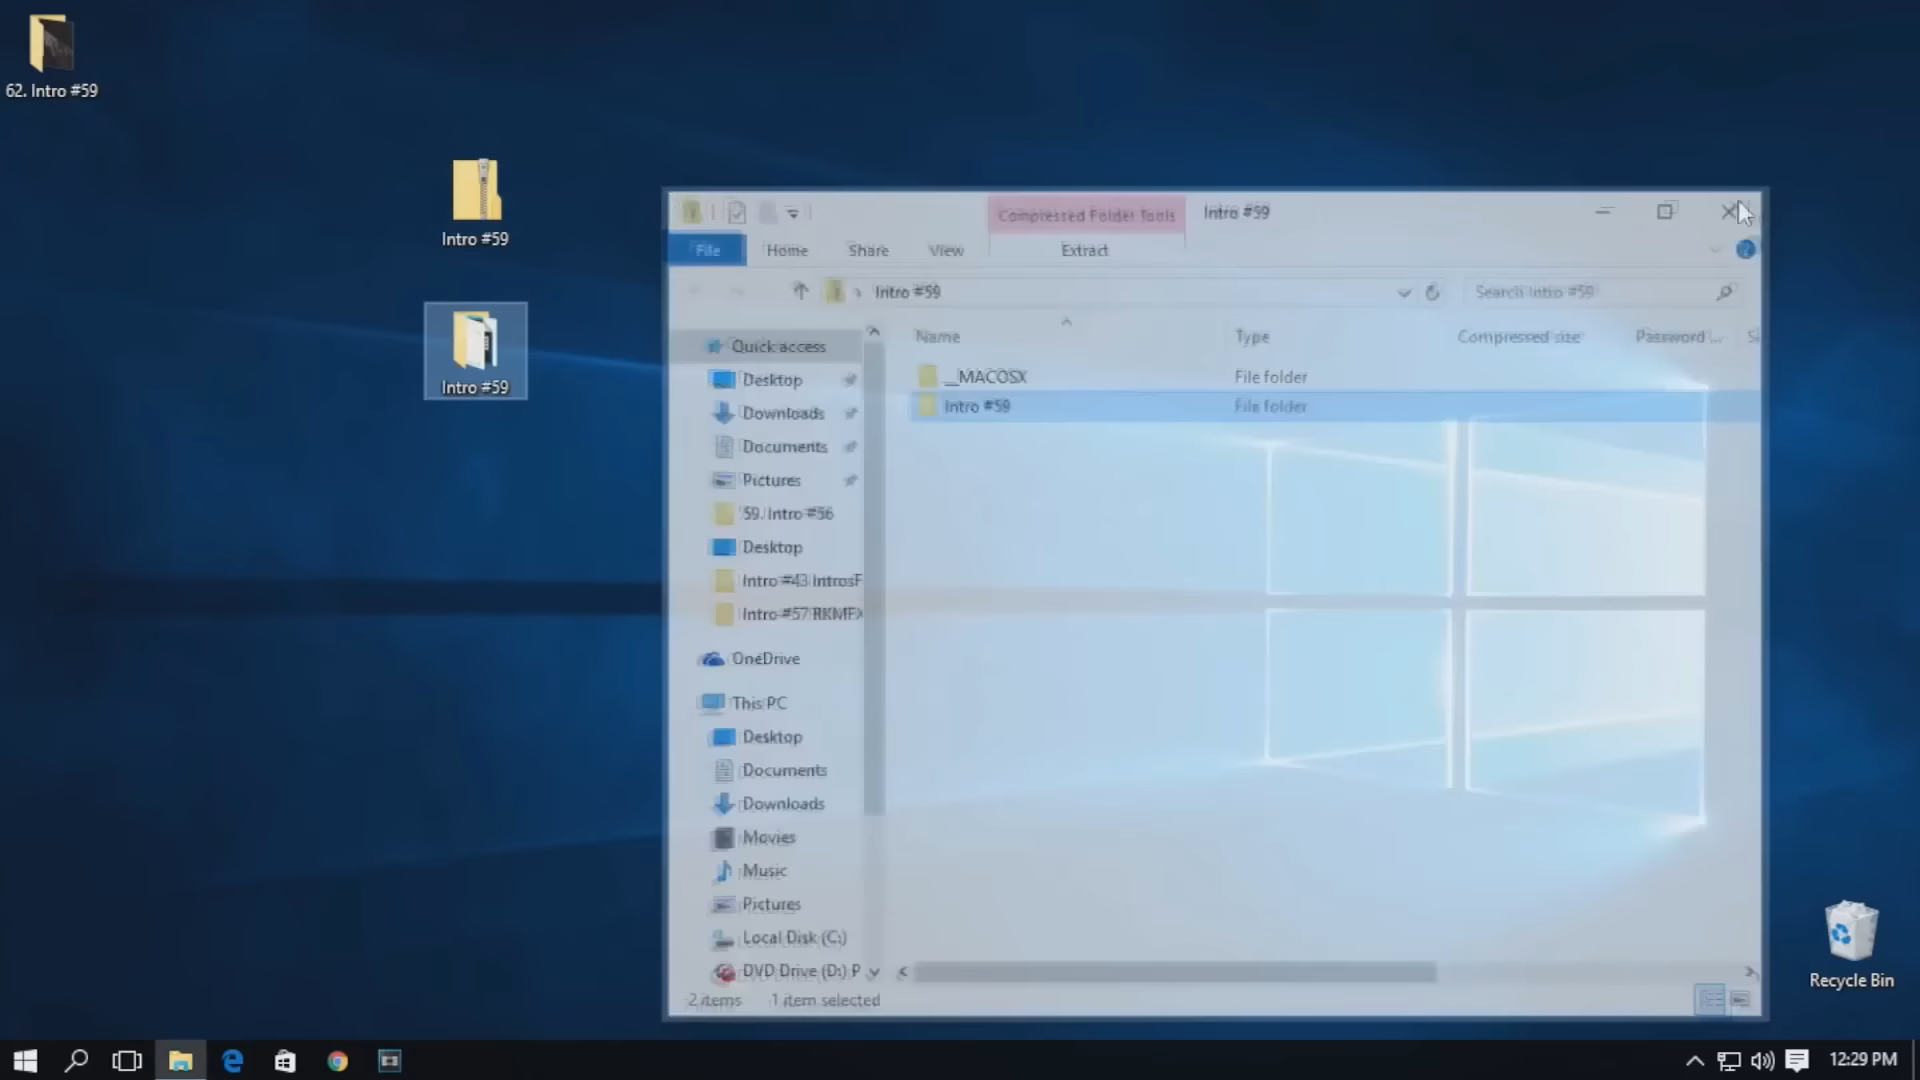 62. Intro #59
Intro #59
Intro #59
Compressed Folder Tools
Intro #59
File
Home
Share
View
Extract
Intro #59
Search Intro #59
Name
Type
Compressed size
Password ...
__MACOSX
File folder
Intro #59
File folder
Quick access
Desktop
Downloads
Documents
Pictures
59. Intro #56
Desktop
Intro #43 IntrosF
Intro #57 RKMFX
OneDrive
This PC
Desktop
Documents
Downloads
Movies
Music
Pictures
Local Disk (C:)
DVD Drive (D:) P
2 items
1 item selected
Recycle Bin
12:29 PM